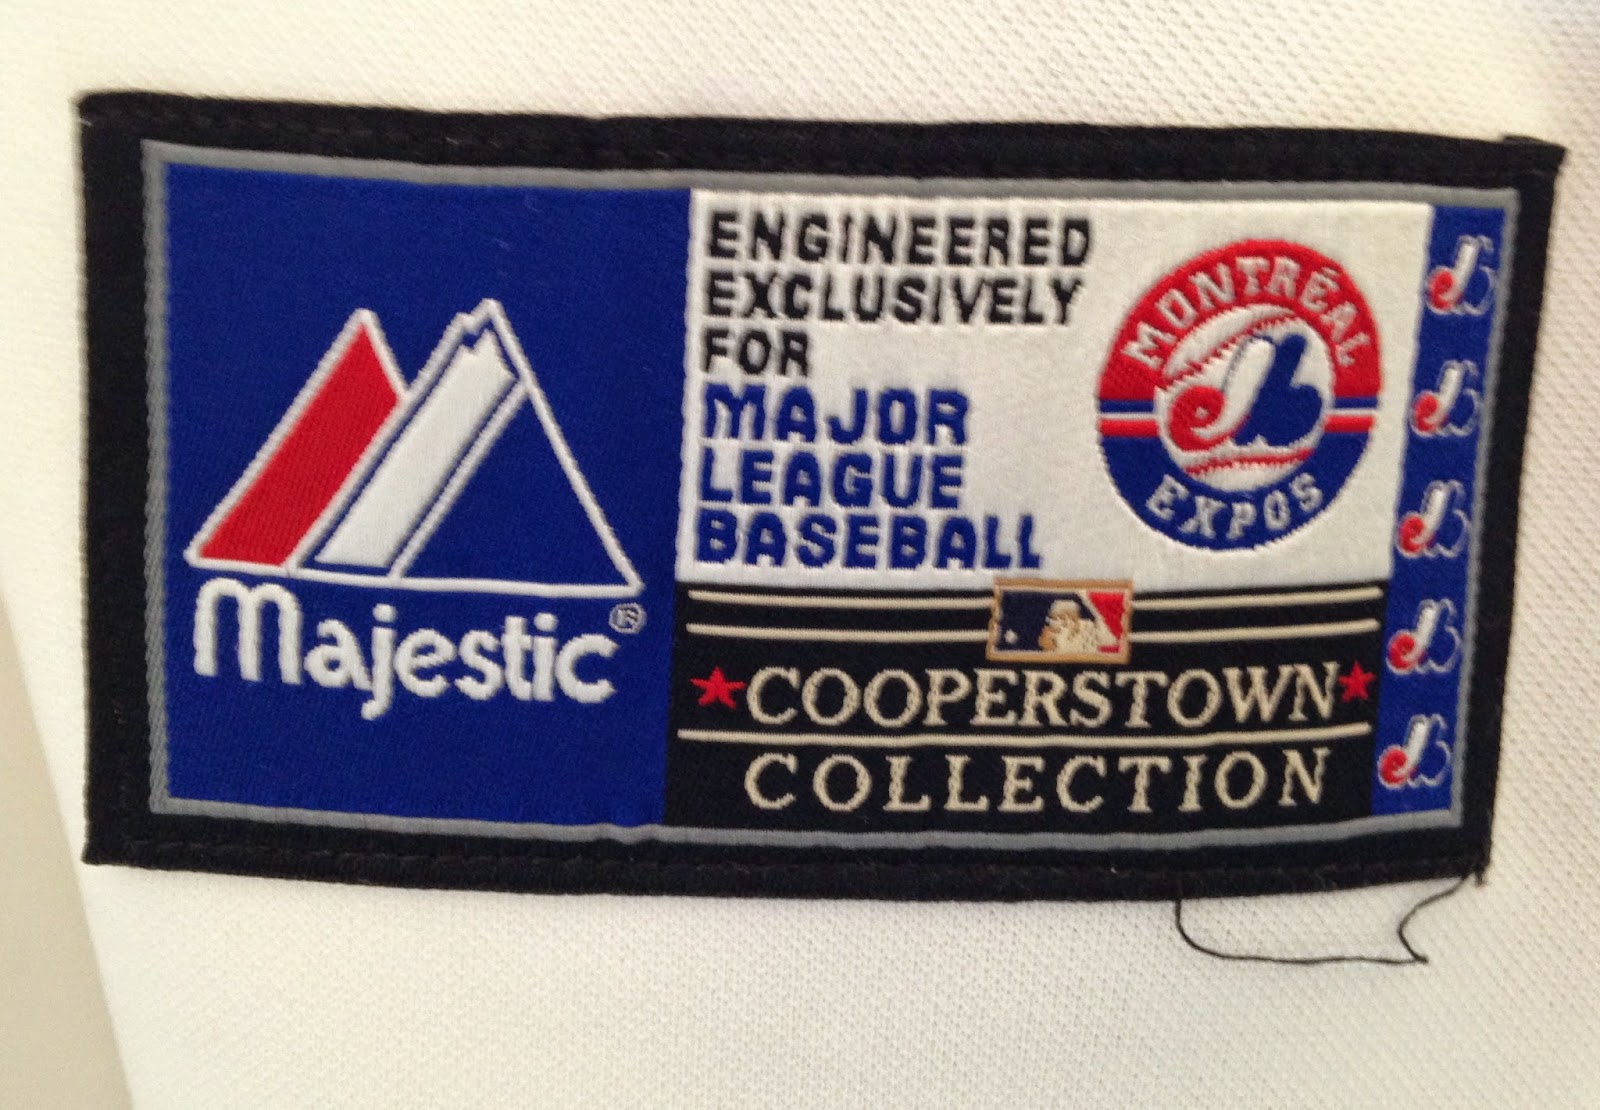 Majestic®
ENGINEERED
EXCLUSIVELY
FOR
MAJOR
LEAGUE
BASEBALL
MONTRÉAL
EXPOS
COOPERSTOWN
COLLECTION